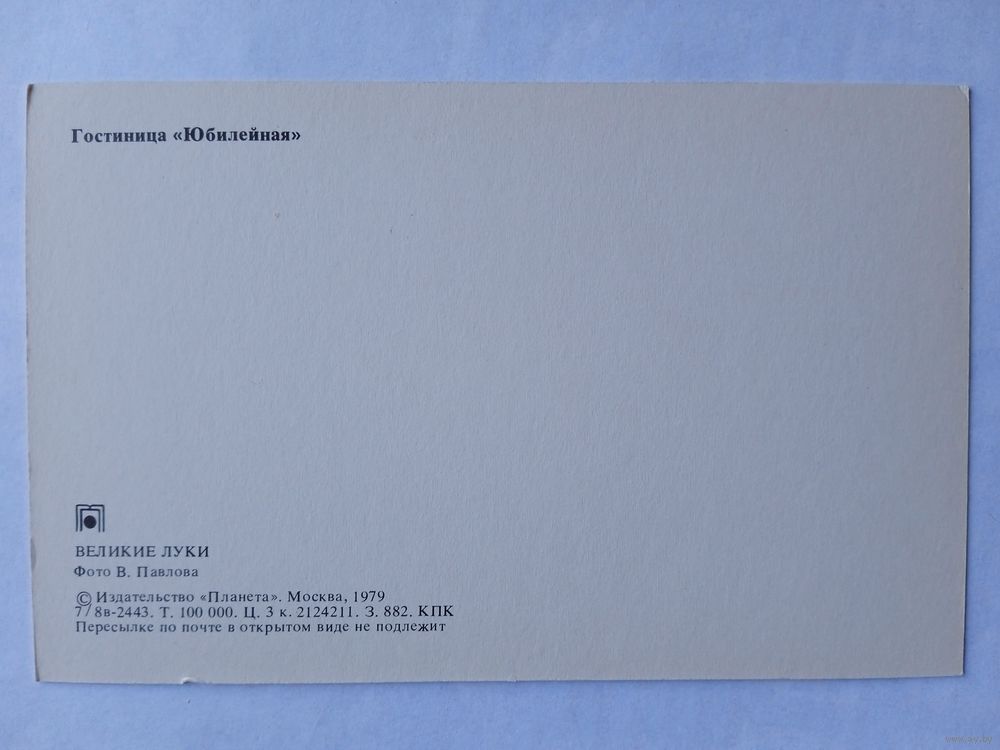 Гостиница «Юбилейная»
ВЕЛИКИЕ ЛУКИ
Фото В. Павлова
© Издательство «Планета». Москва, 1979
7/8в-2443. Т. 100 000. Ц. 3 к. 2124211. З. 882. КПК
Пересылке по почте в открытом виде не подлежит